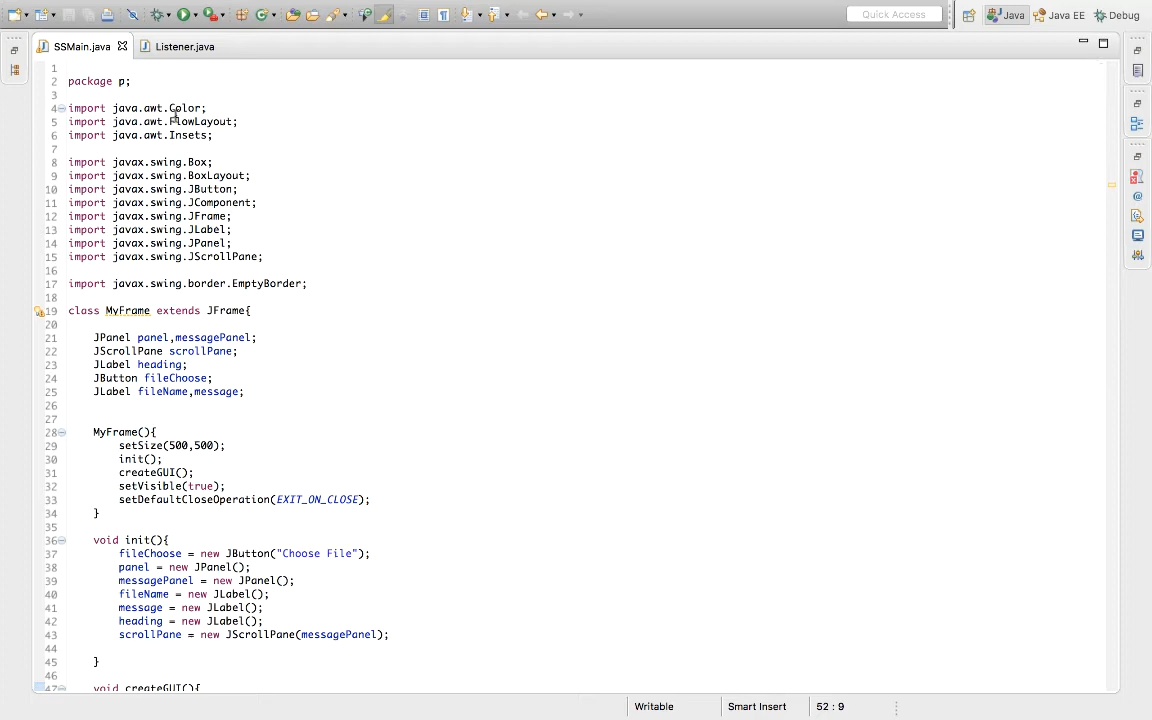 Quick Access
Java
Java EE
Debug
SSMain.java
Listener.java
1
2 package p;
3
4 import java.awt.Color;
5 import java.awt.FlowLayout;
6 import java.awt.Insets;
7
8 import javax.swing.Box;
9 import javax.swing.BoxLayout;
10 import javax.swing.JButton;
11 import javax.swing.JComponent;
12 import javax.swing.JFrame;
13 import javax.swing.JLabel;
14 import javax.swing.JPanel;
15 import javax.swing.JScrollPane;
16
17 import javax.swing.border.EmptyBorder;
18
19 class MyFrame extends JFrame{
20
21 JPanel panel,messagePanel;
22 JScrollPane scrollPane;
23 JLabel heading;
24 JButton fileChoose;
25 JLabel fileName,message;
26
27
28 MyFrame(){
29 setSize(500,500);
30 init();
31 createGUI();
32 setVisible(true);
33 setDefaultCloseOperation(EXIT_ON_CLOSE);
34 }
35
36 void init(){
37 fileChoose = new JButton("Choose File");
38 panel = new JPanel();
39 messagePanel = new JPanel();
40 fileName = new JLabel();
41 message = new JLabel();
42 heading = new JLabel();
43 scrollPane = new JScrollPane(messagePanel);
44
45 }
46
47 void createGUI(){
Writable
Smart Insert
52 : 9